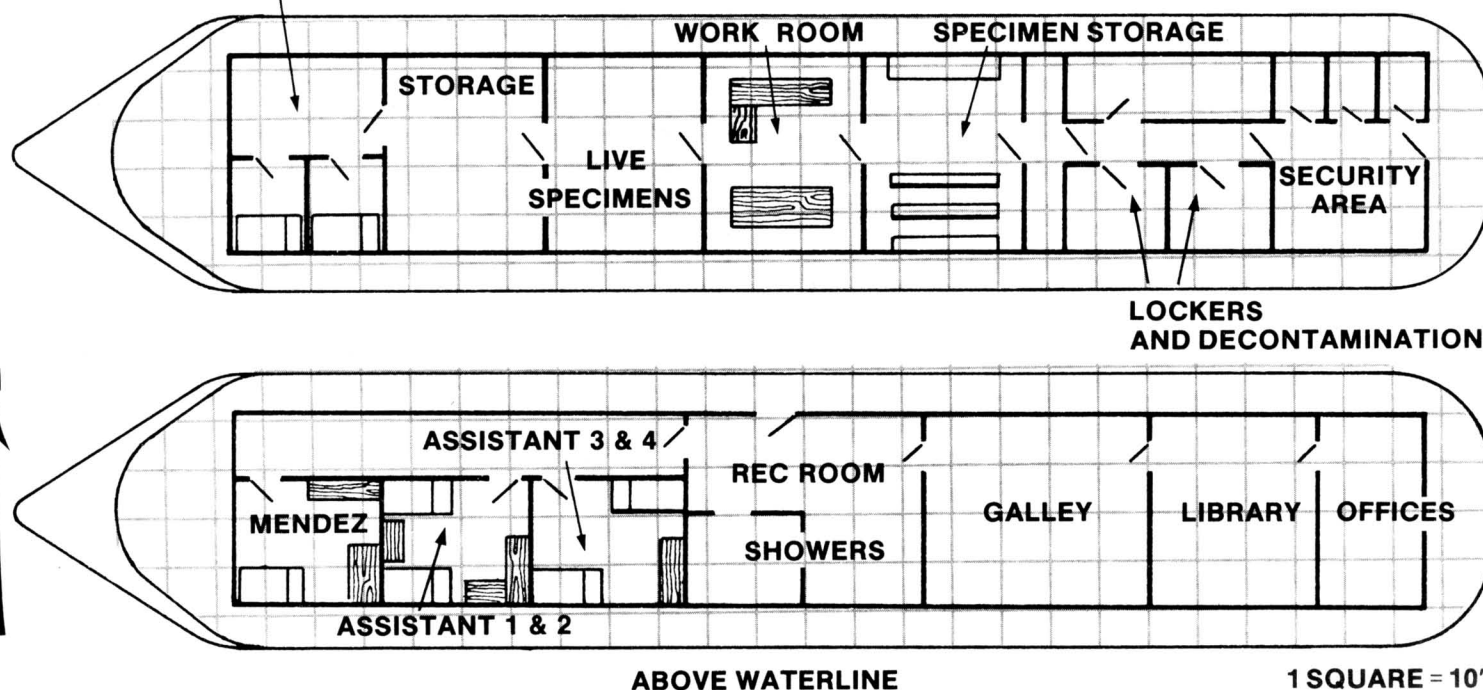 WORK ROOM
SPECIMEN STORAGE
STORAGE
LIVE
SPECIMENS
SECURITY
AREA
LOCKERS
AND DECONTAMINATION
ASSISTANT 3 & 4
REC ROOM
MENDEZ
GALLEY
LIBRARY
OFFICES
SHOWERS
ASSISTANT 1 & 2
ABOVE WATERLINE
1 SQUARE = 10'